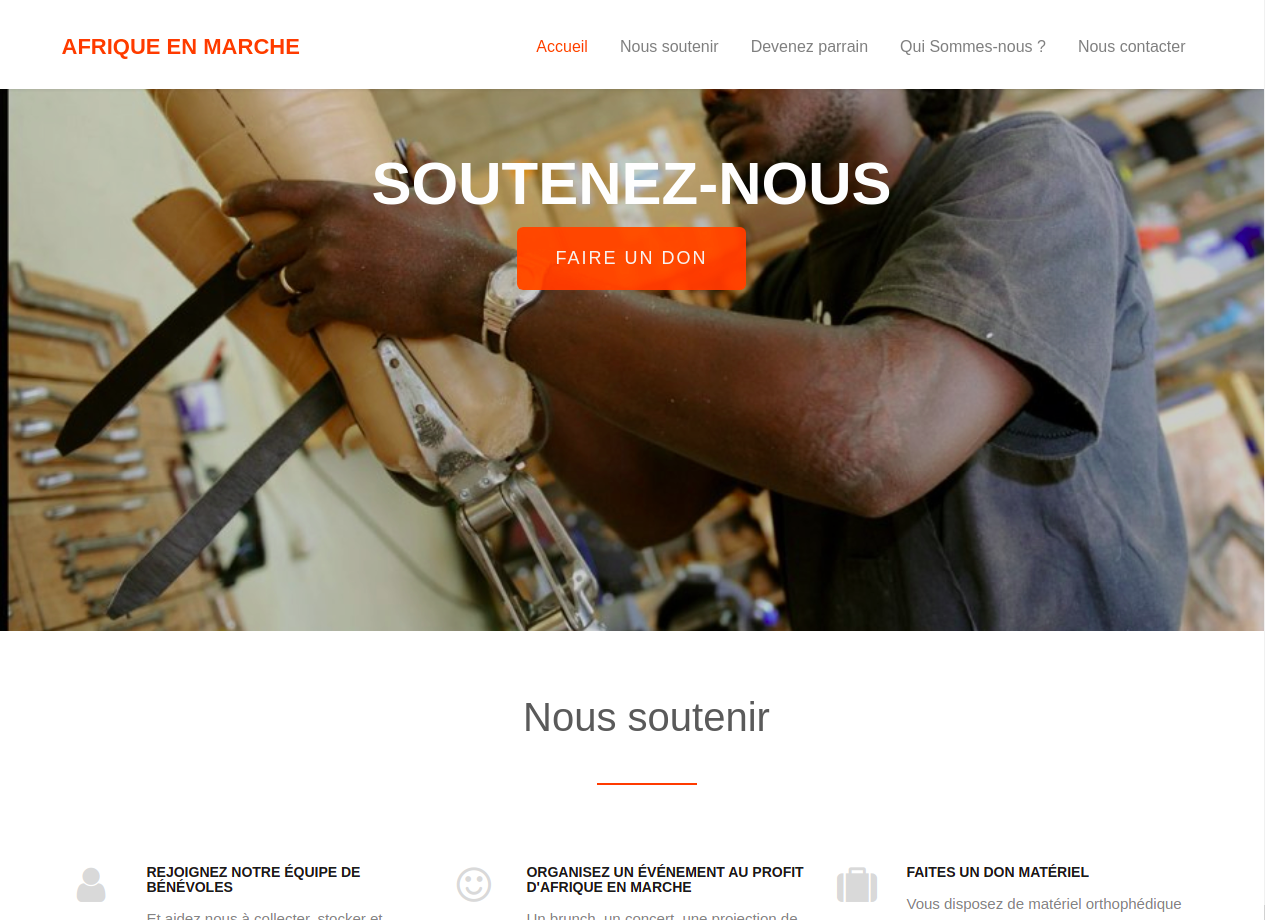 AFRIQUE EN MARCHE
Accueil Nous soutenir Devenez parrain Qui Sommes-nous ? Nous contacter
SOUTENEZ-NOUS
FAIRE UN DON
Nous soutenir
REJOIGNEZ NOTRE ÉQUIPE DE
BÉNÉVOLES
Et aidez nous à collecter, stocker et
ORGANISEZ UN ÉVÉNEMENT AU PROFIT
D'AFRIQUE EN MARCHE
Un brunch, un concert, une projection de
FAITES UN DON MATÉRIEL
Vous disposez de matériel orthophédique